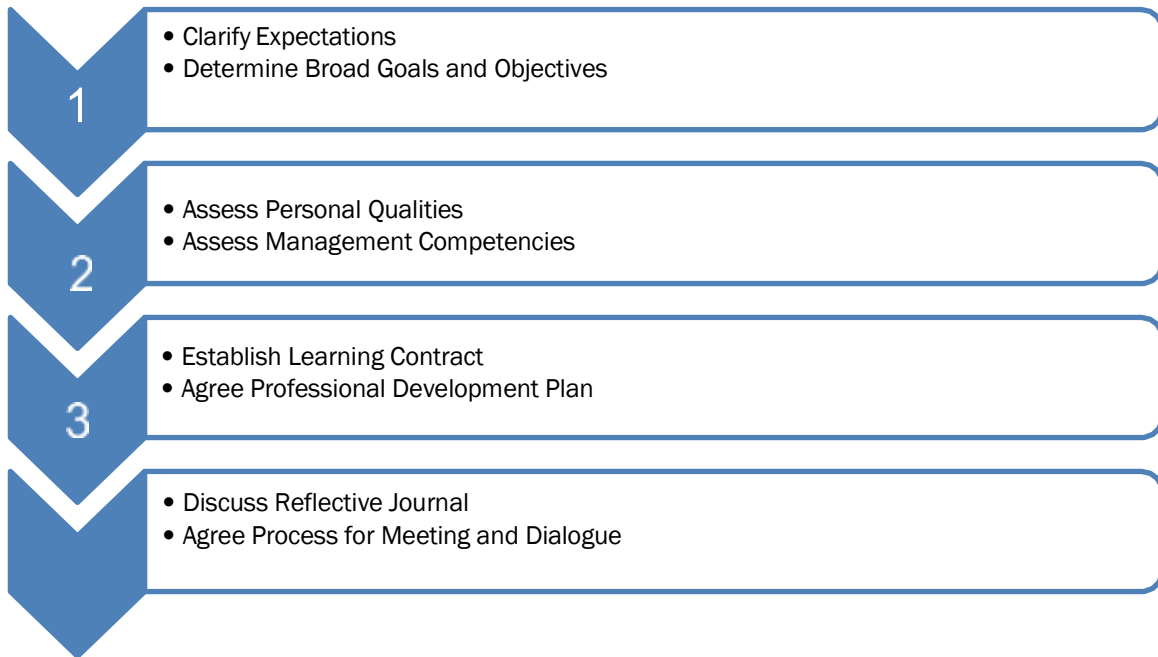 1
• Clarify Expectations
• Determine Broad Goals and Objectives
2
• Assess Personal Qualities
• Assess Management Competencies
3
• Establish Learning Contract
• Agree Professional Development Plan
• Discuss Reflective Journal
• Agree Process for Meeting and Dialogue